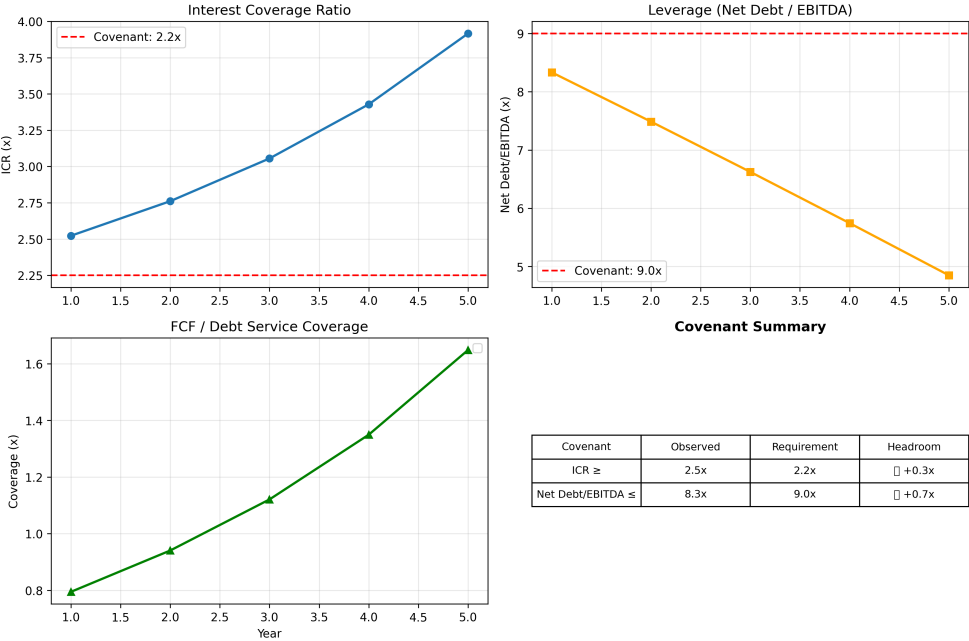 Interest Coverage Ratio
4.00
3.75
3.50
3.25
3.00
2.75
2.50
2.25
ICR (x)
Covenant: 2.2x
1.0 1.5 2.0 2.5 3.0 3.5 4.0 4.5 5.0
Leverage (Net Debt / EBITDA)
9
8
7
6
5
Net Debt/EBITDA (x)
Covenant: 9.0x
1.0 1.5 2.0 2.5 3.0 3.5 4.0 4.5 5.0
FCF / Debt Service Coverage
1.6
1.4
1.2
1.0
0.8
Coverage (x)
1.0 1.5 2.0 2.5 3.0 3.5 4.0 4.5 5.0
Year
Covenant Summary
Covenant Observed Requirement Headroom
ICR ≥ 2.5x 2.2x +0.3x
Net Debt/EBITDA ≤ 8.3x 9.0x +0.7x